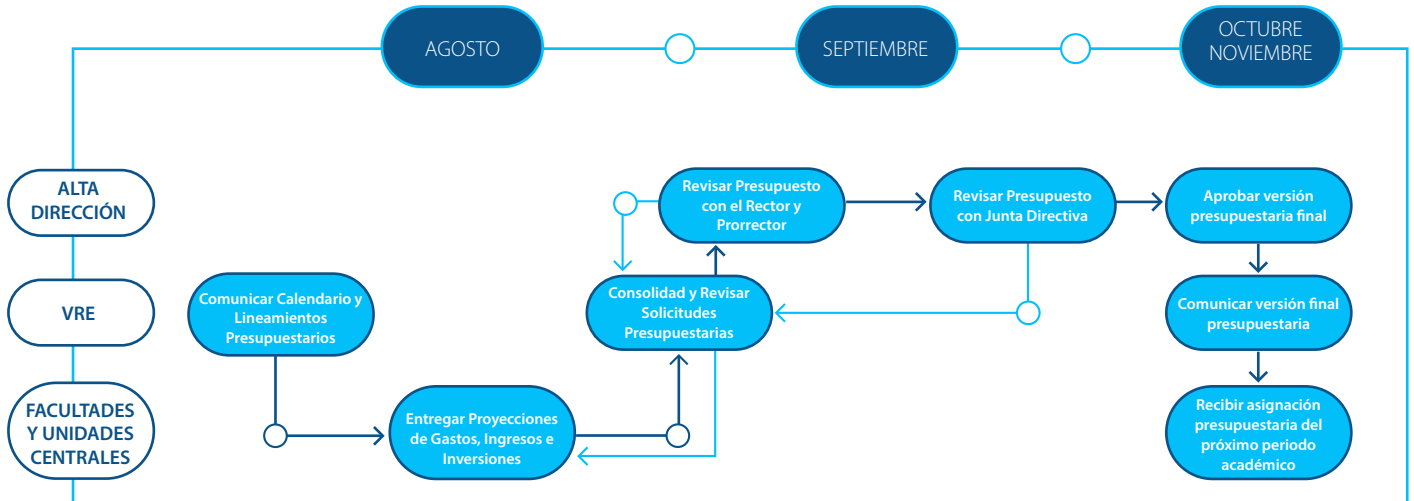 AGOSTO
SEPTIEMBRE
OCTUBRE
NOVIEMBRE
ALTA
DIRECCIÓN
Revisar Presupuesto
con el Rector y
Prorrector
Revisar Presupuesto
con Junta Directiva
Aprobar versión
presupuestaria final
VRE
Comunicar Calendario y
Lineamientos
Presupuestarios
Consolidad y Revisar
Solicitudes
Presupuestarias
Comunicar versión final
presupuestaria
FACULTADES
Y UNIDADES
CENTRALES
Entregar Proyecciones
de Gastos, Ingresos e
Inversiones
Recibir asignación
presupuestaria del
próximo periodo
académico